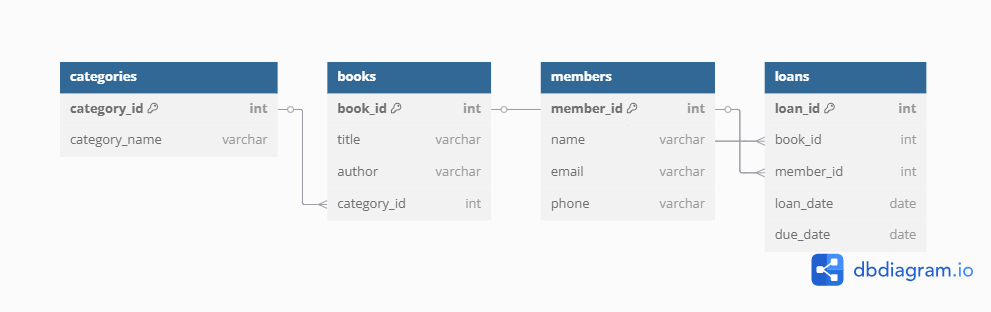 categories
category_id int
category_name varchar
books
book_id int
title varchar
author varchar
category_id int
members
member_id int
name varchar
email varchar
phone varchar
loans
loan_id int
book_id int
member_id int
loan_date date
due_date date
dbdiagram.io